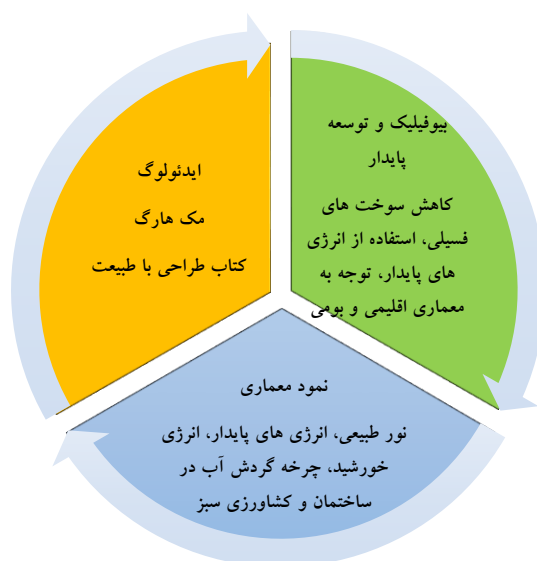 بیوفیلیک و توسعه
پایدار
کاهش سوخت های
فسیلی، استفاده از انرژی
های پایدار، توجه به
معماری اقلیمی و بومی
نمود معماری
نور طبیعی، انرژی های پایدار، انرژی
خورشید، چرخه گردش آب در
ساختمان و کشاورزی سبز
ایدئولوگ
مک هارگ
کتاب طراحی با طبیعت